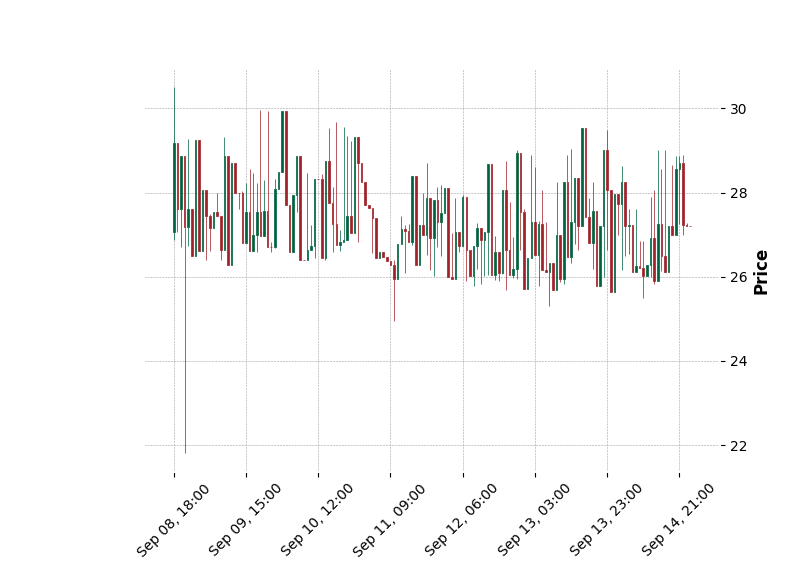 30
28
26
24
22
Price
Sep 08, 18:00
Sep 09, 15:00
Sep 10, 12:00
Sep 11, 09:00
Sep 12, 06:00
Sep 13, 03:00
Sep 13, 23:00
Sep 14, 21:00